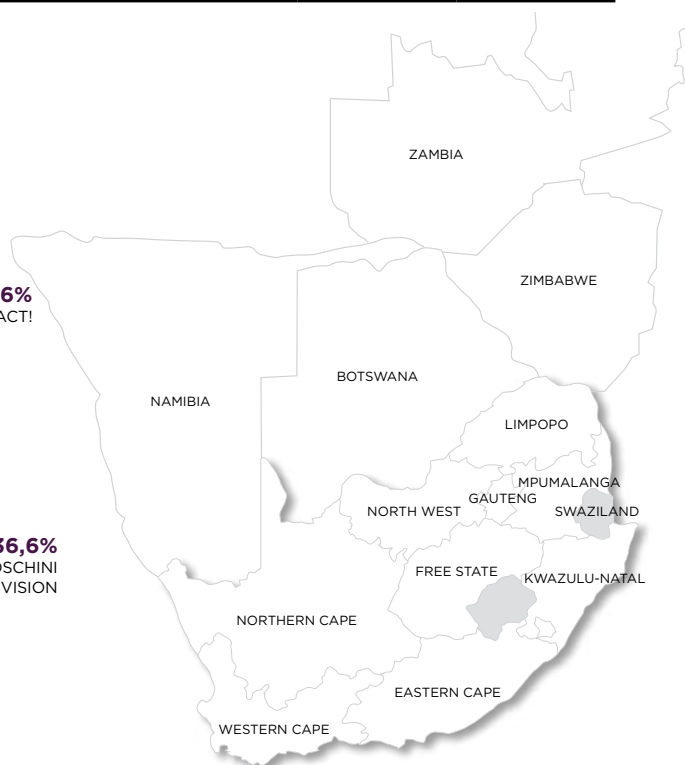 ZAMBIA
ZIMBABWE
6%
ACT!
BOTSWANA
NAMIBIA
LIMPOPO
MPUMALANGA
GAUTENG
NORTH WEST
SWAZILAND
36,6%
OSCHINI
VISION
FREE STATE
KWAZULU-NATAL
NORTHERN CAPE
EASTERN CAPE
WESTERN CAPE